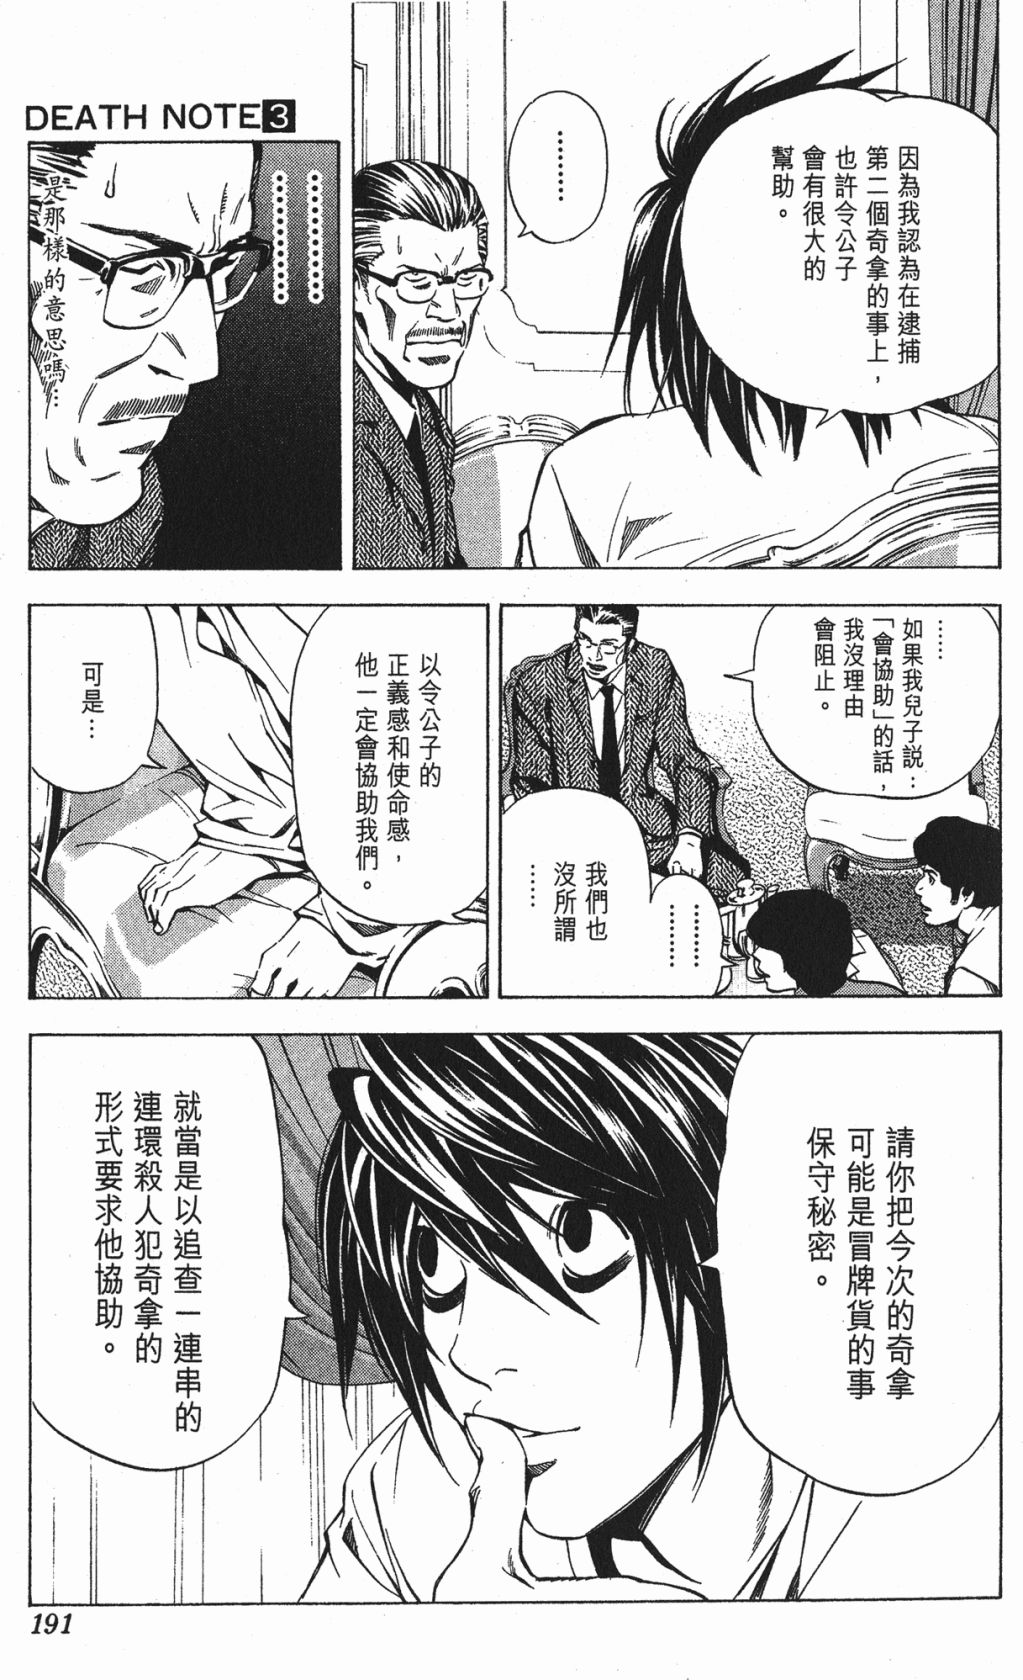 DEATH NOTE 3
因為我認為在逮捕
第二個奇拿的事上，
也許令公子
會有很大的
幫助。
………
…………
…………
是那樣的意思嗎…
……
如果我兒子說：
「會協助」的話，
我沒理由
會阻止。
……
……
我們也
沒所謂
……
以令公子的
正義感和使命感，
他一定會協助我們。
可是…
請你把今次的奇拿
可能是冒牌貨的事
保守秘密。
就當是以追查一連串的
連環殺人犯奇拿的
形式要求他協助。
191